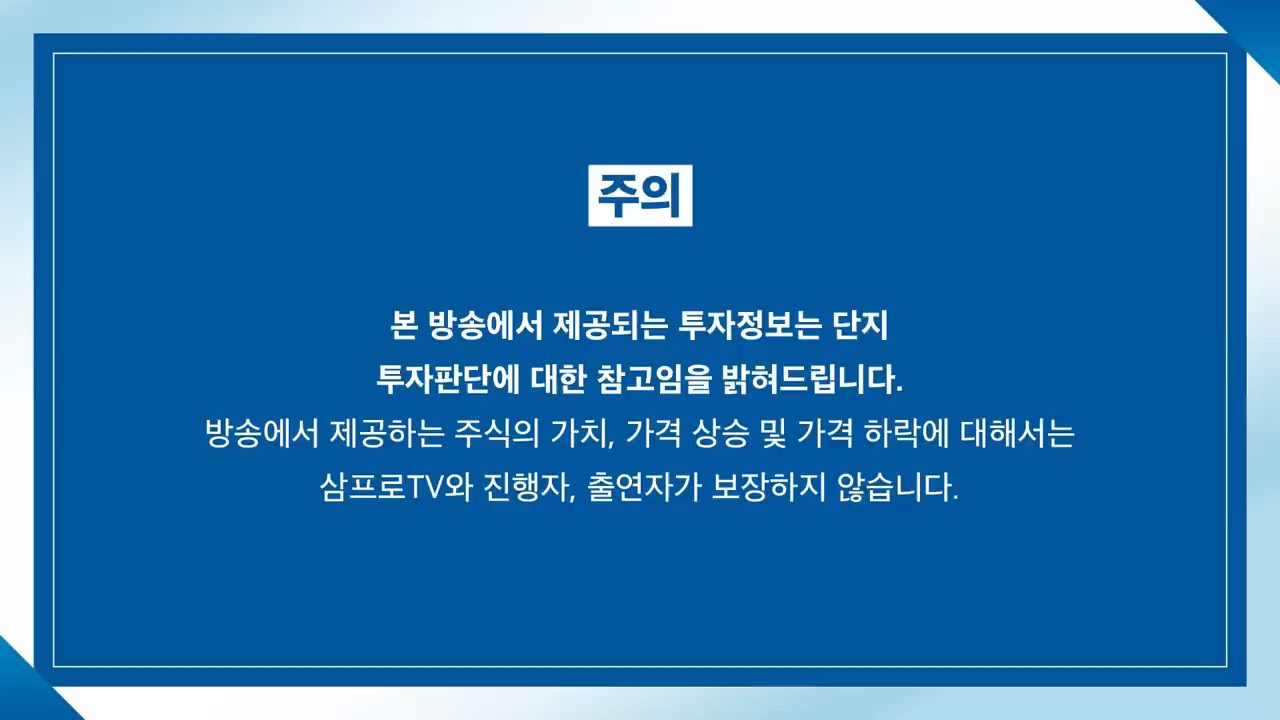 주의
본 방송에서 제공되는 투자정보는 단지
투자판단에 대한 참고임을 밝혀드립니다.
방송에서 제공하는 주식의 가치, 가격 상승 및 가격 하락에 대해서는
삼프로TV와 진행자, 출연자가 보장하지 않습니다.